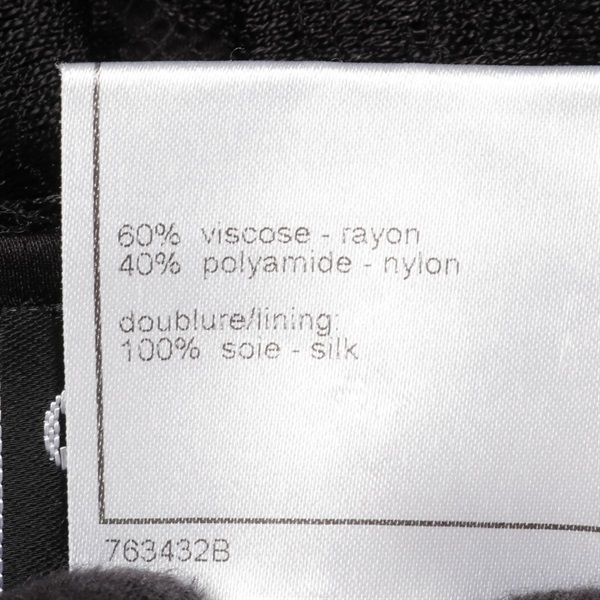 60% viscose - rayon
40% polyamide - nylon
doublure/lining:
100% soie - silk
763432B